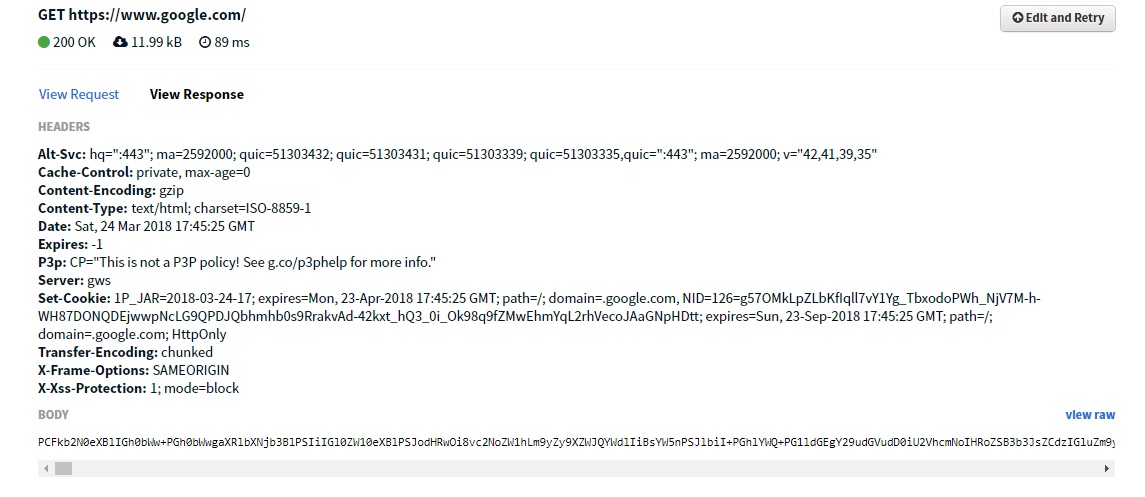 GET https://www.google.com/
Edit and Retry
200 OK 11.99 kB 89 ms
View Request View Response
HEADERS
Alt-Svc: hq=":443"; ma=2592000; quic=51303432; quic=51303431; quic=51303339; quic=51303335,quic=":443"; ma=2592000; v="42,41,39,35"
Cache-Control: private, max-age=0
Content-Encoding: gzip
Content-Type: text/html; charset=ISO-8859-1
Date: Sat, 24 Mar 2018 17:45:25 GMT
Expires: -1
P3p: CP="This is not a P3P policy! See g.co/p3phelp for more info."
Server: gws
Set-Cookie: 1P_JAR=2018-03-24-17; expires=Mon, 23-Apr-2018 17:45:25 GMT; path=/; domain=.google.com, NID=126=g57OMkLpZLbKfIqll7vY1Yg_TbxodoPWh_NjV7M-h-
WH87DONQDEjwwpNcLG9QPDJQbhmhb0s9RrakvAd-42kxt_hQ3_0i_Ok98q9fZMwEhmYqL2rhVecoJAaGNpHDtt; expires=Sun, 23-Sep-2018 17:45:25 GMT; path=/;
domain=.google.com; HttpOnly
Transfer-Encoding: chunked
X-Frame-Options: SAMEORIGIN
X-Xss-Protection: 1; mode=block
BODY view raw
PCFkb2N0eXBlIGh0bWw+PGh0bWwgaXRlbXNjb3BlPSIiIGl0ZW10eXBlPSJodHRwOi8vc2NoZW1hLm9yZy9XZWJQYWdlIiBsYW5nPSJlbiI+PGhlYWQ+PG1ldGEgY29udGVudD0iU2VhcmNoIHRoZSB3b3JsZCdzIGluZm9y